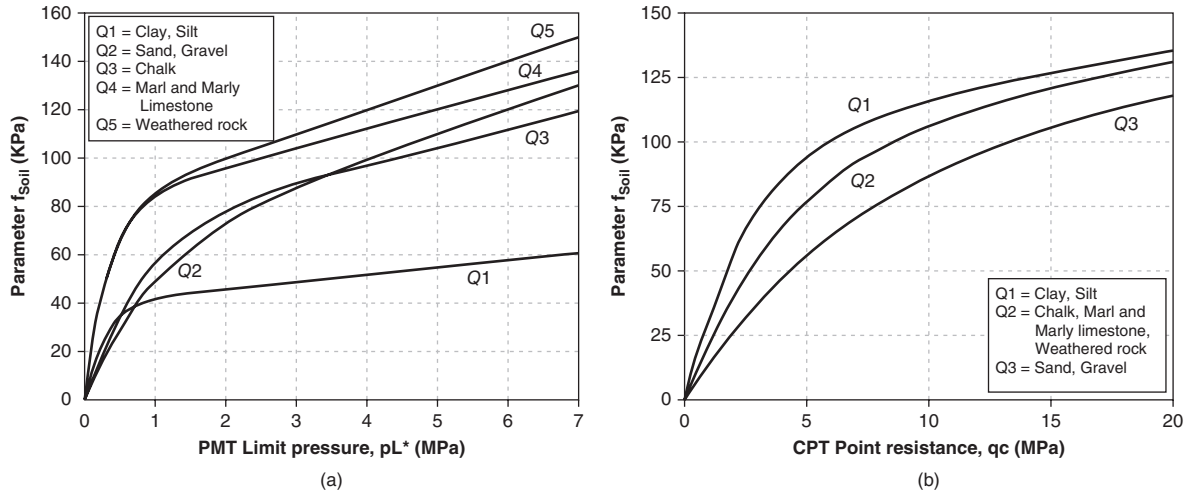 160
140
120
100
80
60
40
20
0
Parameter f_Soil (KPa)
Q1 = Clay, Silt
Q2 = Sand, Gravel
Q3 = Chalk
Q4 = Marl and Marly
Limestone
Q5 = Weathered rock
Q5
Q4
Q3
Q2
Q1
0 1 2 3 4 5 6 7
PMT Limit pressure, pL* (MPa)
(a)
150
125
100
75
50
25
0
Parameter f_Soil (KPa)
Q1
Q2
Q3
Q1 = Clay, Silt
Q2 = Chalk, Marl and
Marly limestone,
Weathered rock
Q3 = Sand, Gravel
0 5 10 15 20
CPT Point resistance, qc (MPa)
(b)